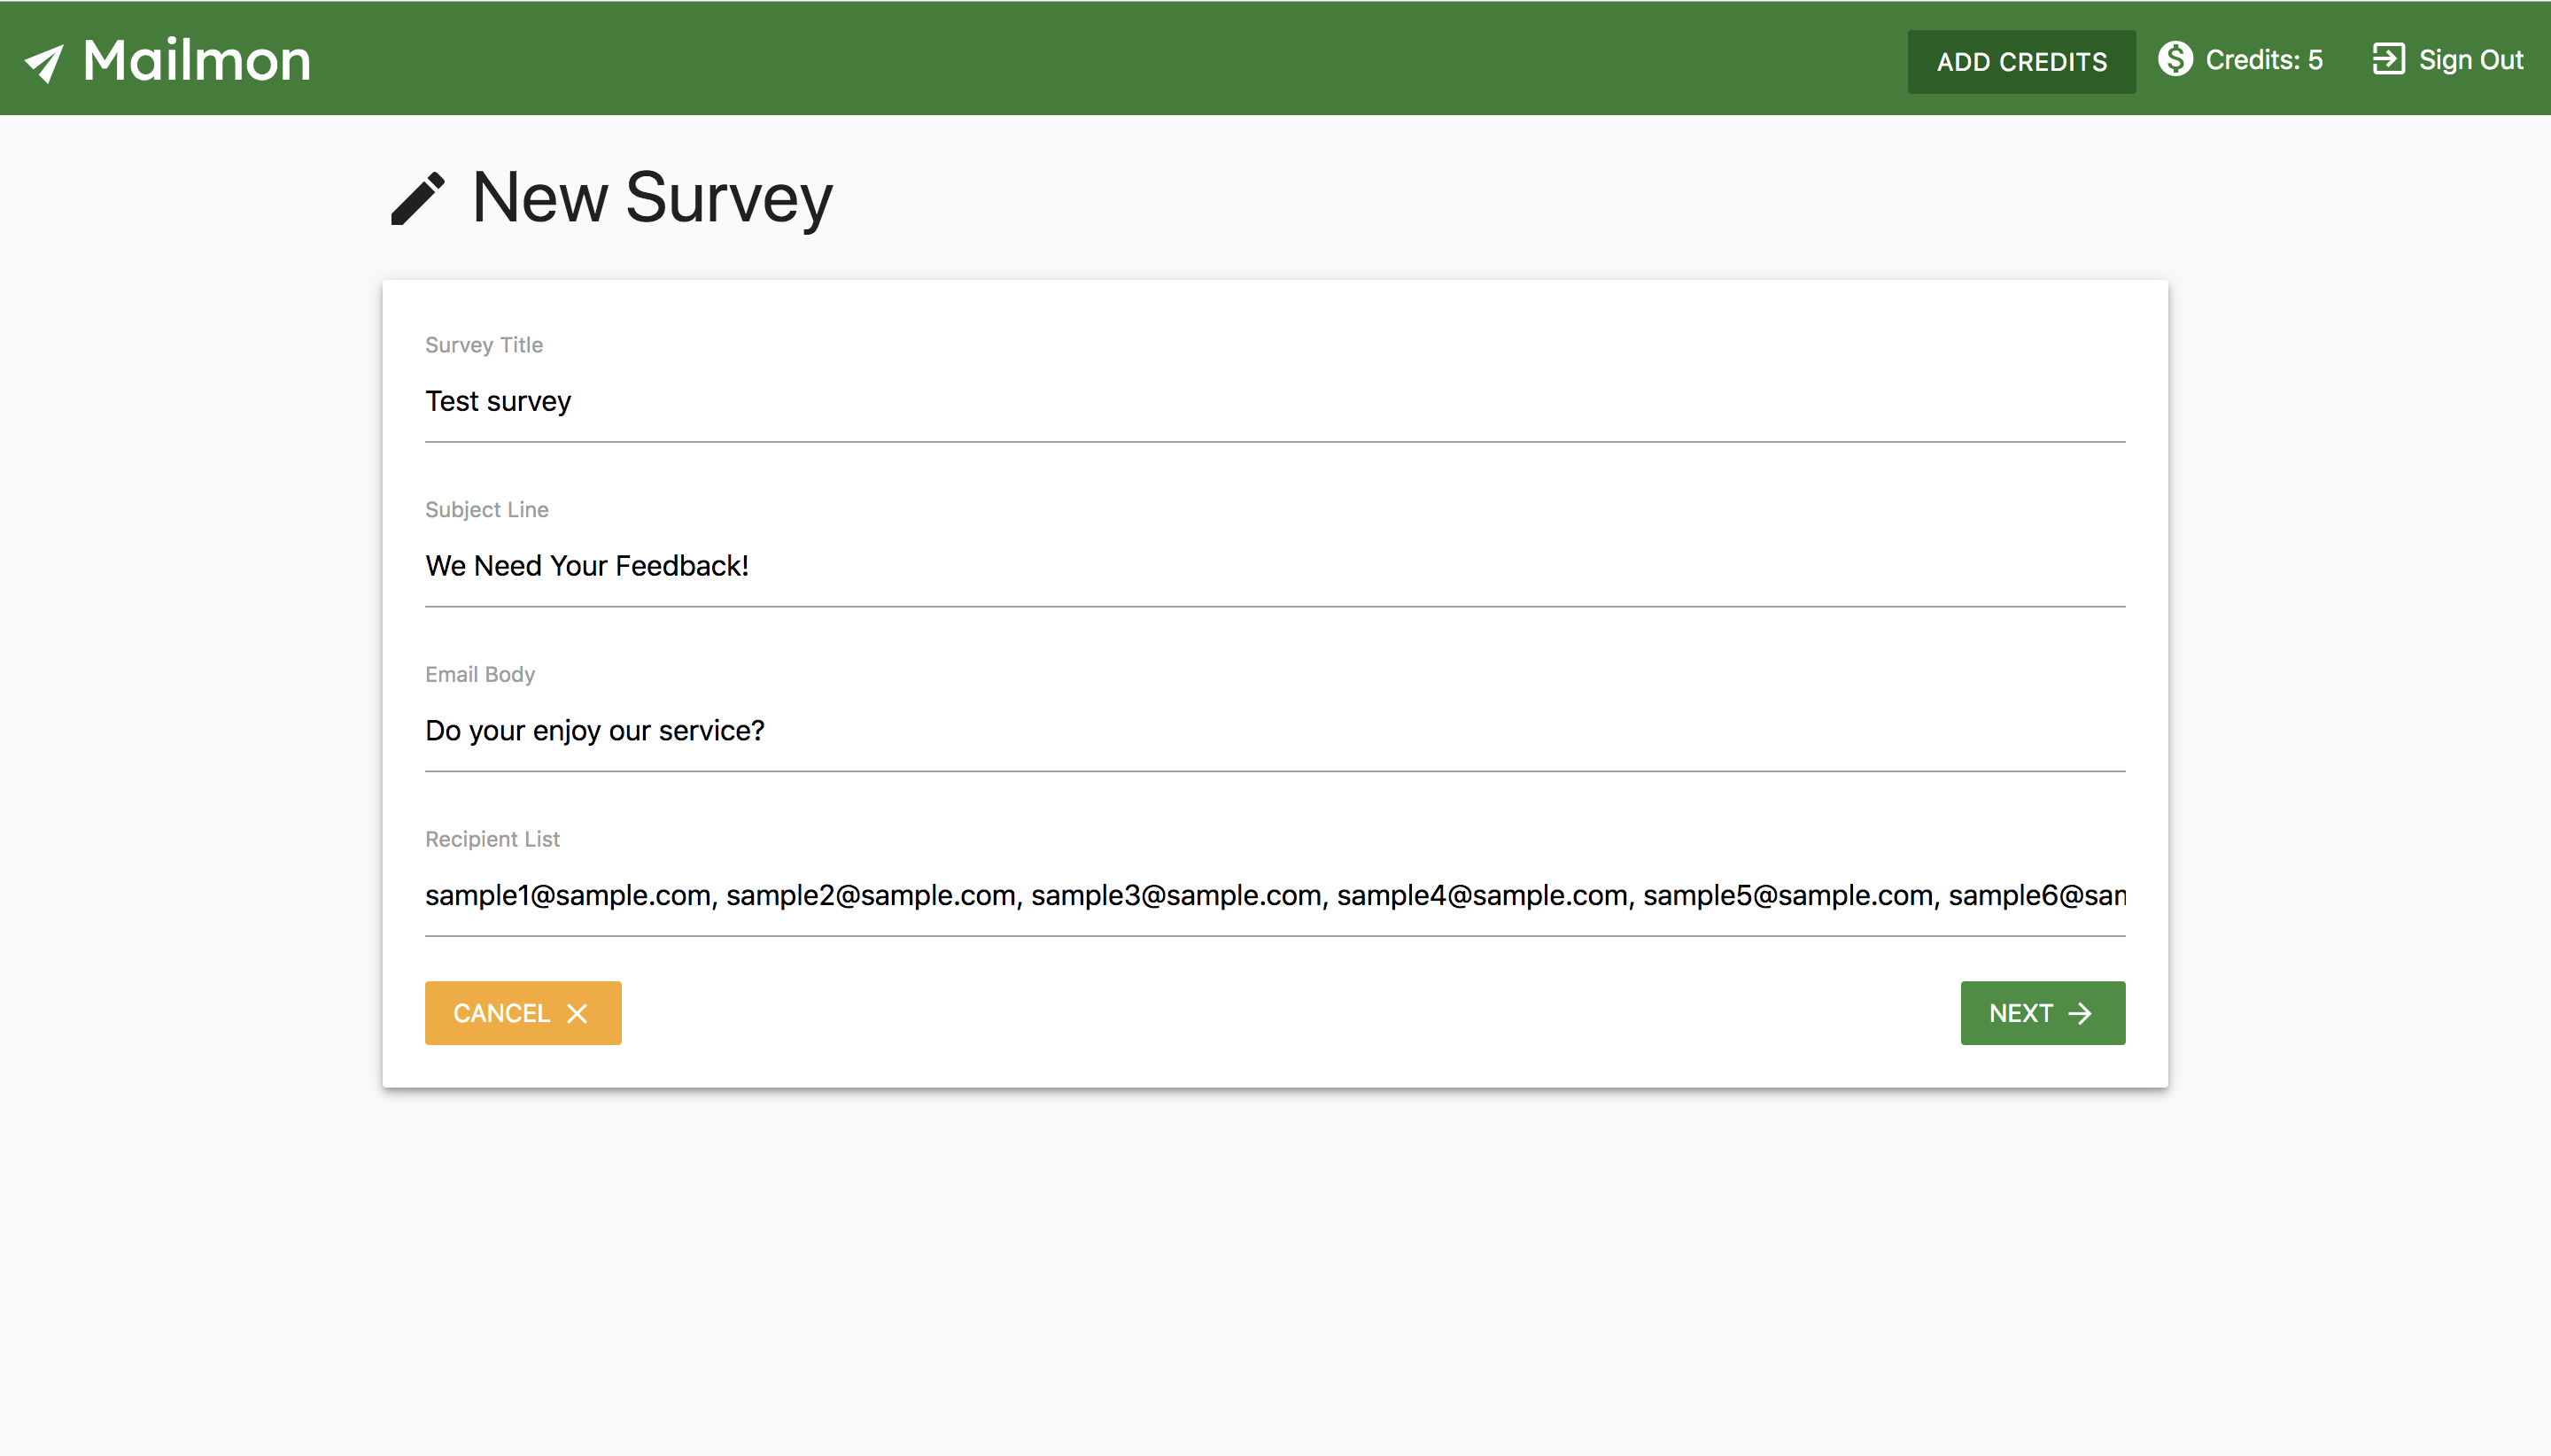 Mailmon
ADD CREDITS
Credits: 5
Sign Out
New Survey
Survey Title
Test survey
Subject Line
We Need Your Feedback!
Email Body
Do your enjoy our service?
Recipient List
sample1@sample.com, sample2@sample.com, sample3@sample.com, sample4@sample.com, sample5@sample.com, sample6@sam
CANCEL
NEXT